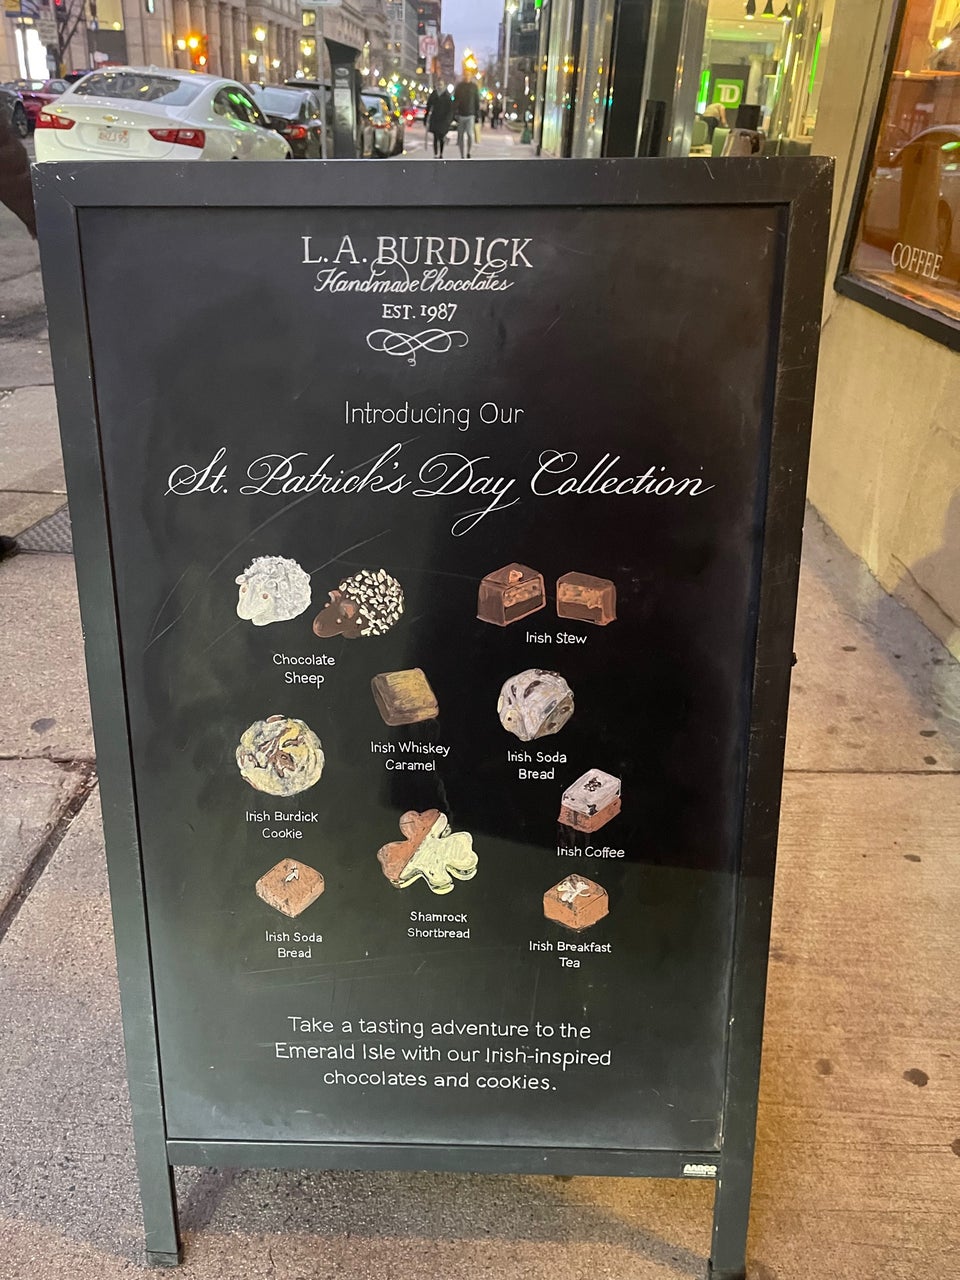 TD
COFFEE
L.A. BURDICK
Handmade Chocolates
EST. 1987
Introducing Our
St. Patrick's Day Collection
Chocolate
Sheep
Irish Stew
Irish Whiskey
Caramel
Irish Soda
Bread
Irish Burdick
Cookie
Irish Coffee
Shamrock
Shortbread
Irish Soda
Bread
Irish Breakfast
Tea
Take a tasting adventure to the
Emerald Isle with our Irish-inspired
chocolates and cookies.
AARCO